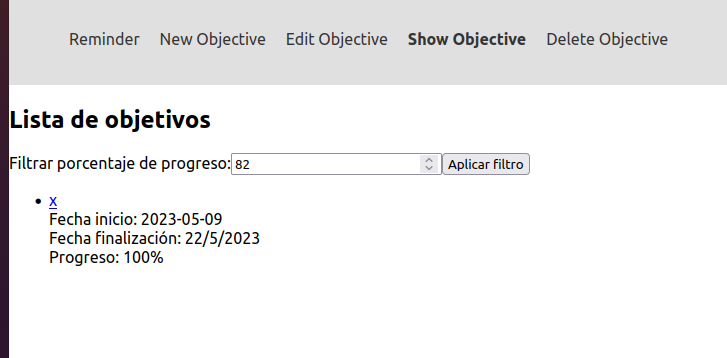 Reminder New Objective Edit Objective Show Objective Delete Objective
Lista de objetivos
Filtrar porcentaje de progreso: 82 Aplicar filtro
x
Fecha inicio: 2023-05-09
Fecha finalización: 22/5/2023
Progreso: 100%